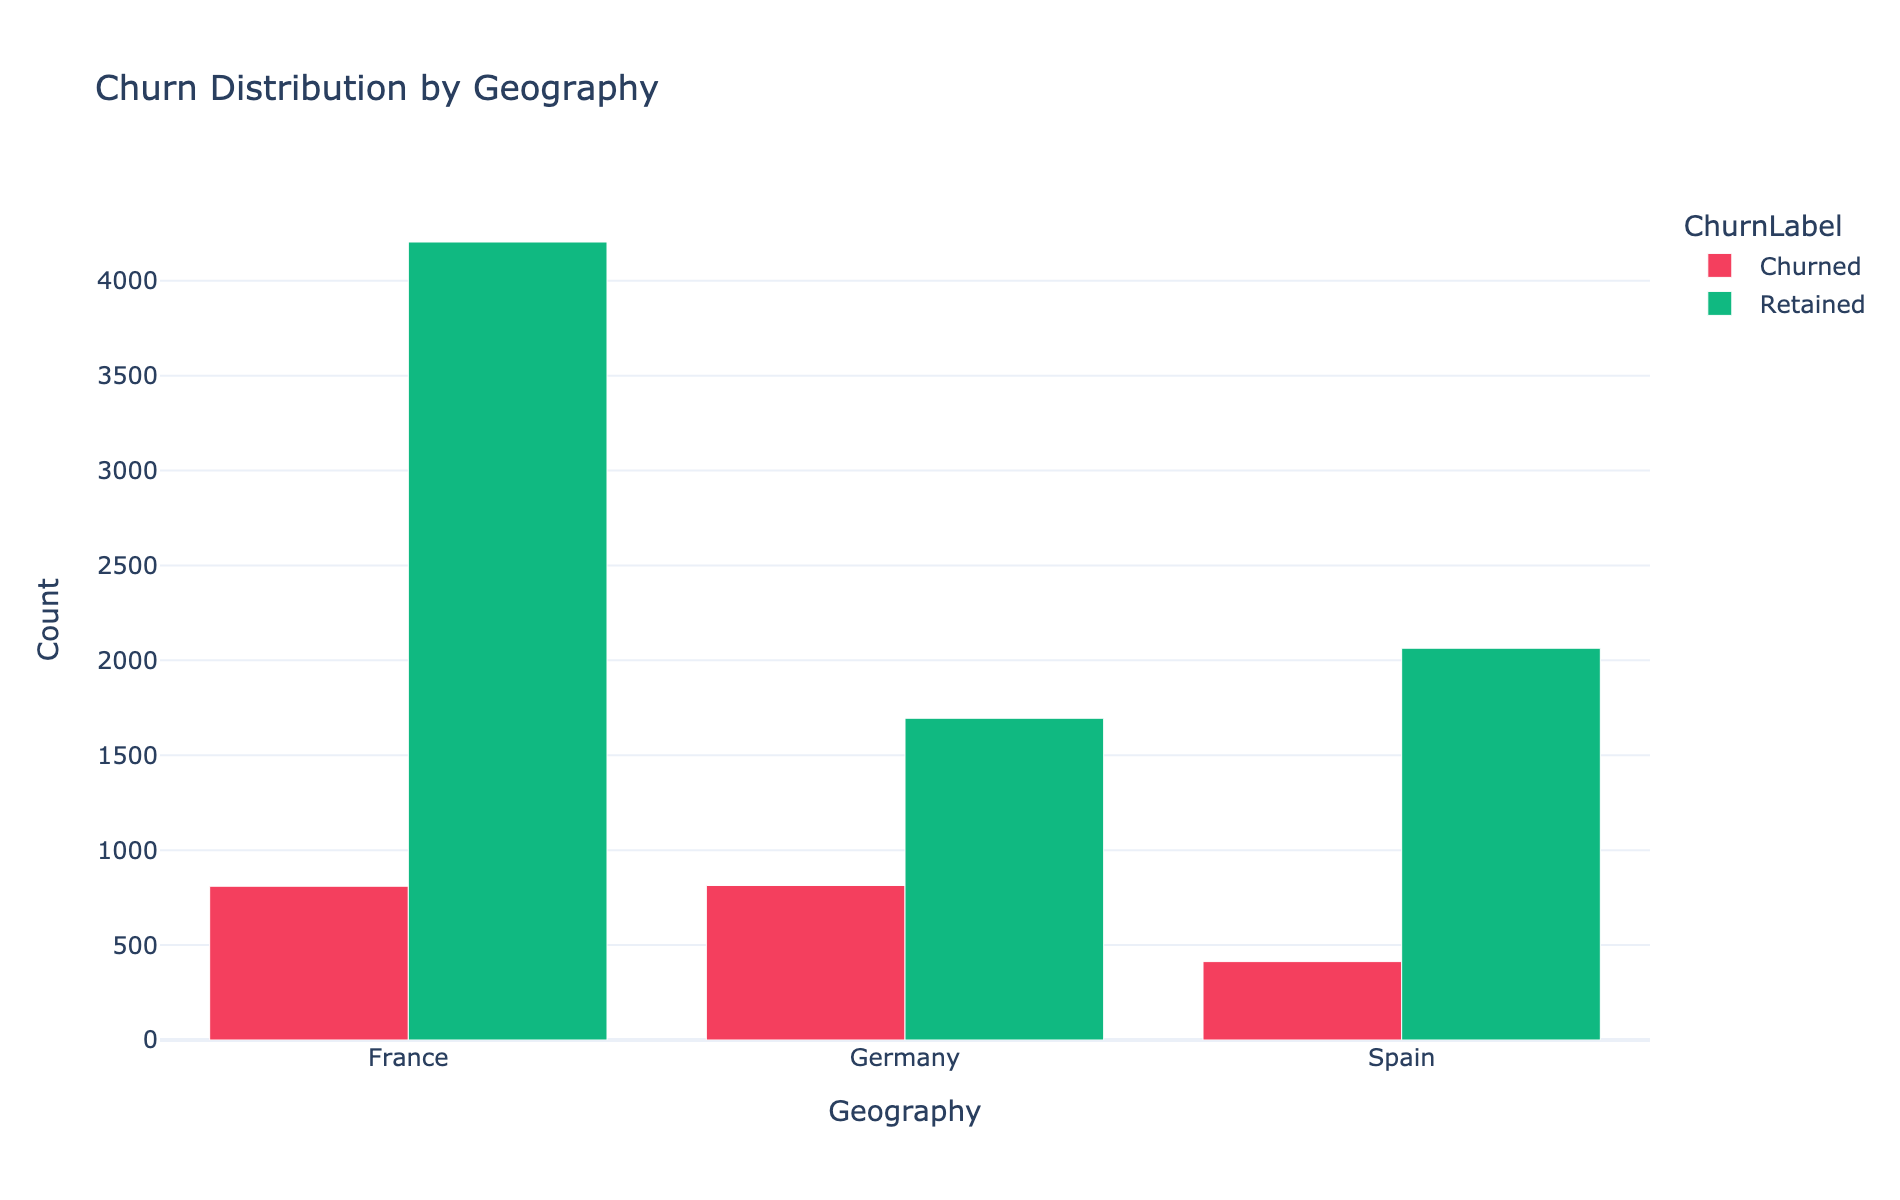 Churn Distribution by Geography
ChurnLabel
Churned
Retained
4000
3500
3000
2500
2000
1500
1000
500
0
Count
France Germany Spain
Geography